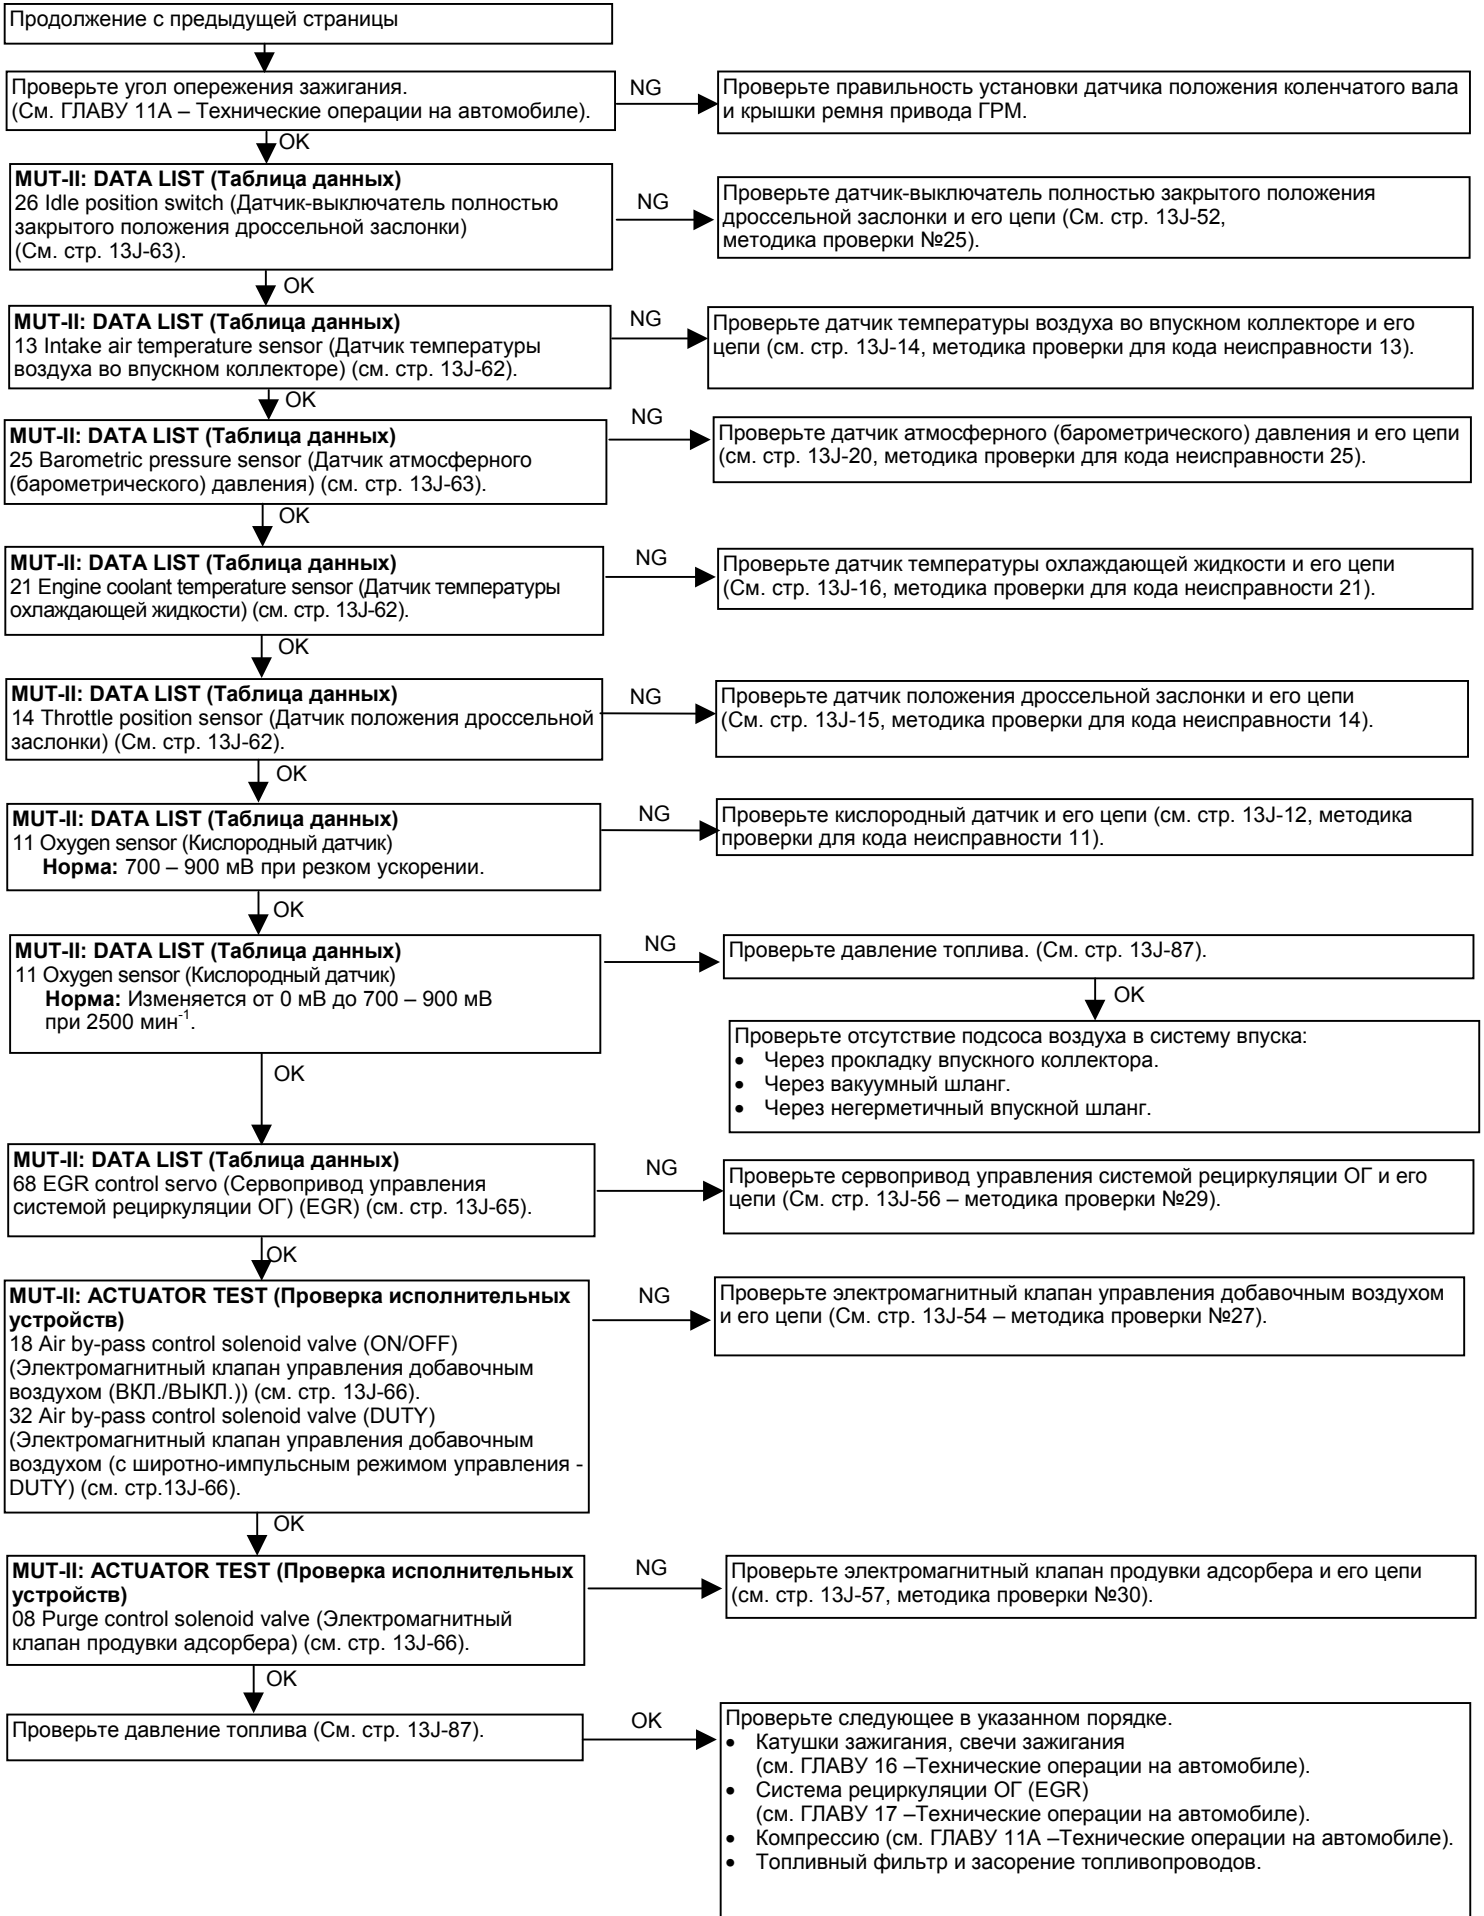 Продолжение с предыдущей страницы
Проверьте угол опережения зажигания.
(См. ГЛАВУ 11А – Технические операции на автомобиле).
NG
Проверьте правильность установки датчика положения коленчатого вала
и крышки ремня привода ГРМ.
OK
MUT-II: DATA LIST (Таблица данных)
26 Idle position switch (Датчик-выключатель полностью
закрытого положения дроссельной заслонки)
(См. стр. 13J-63).
NG
Проверьте датчик-выключатель полностью закрытого положения
дроссельной заслонки и его цепи (См. стр. 13J-52,
методика проверки №25).
OK
MUT-II: DATA LIST (Таблица данных)
13 Intake air temperature sensor (Датчик температуры
воздуха во впускном коллекторе) (см. стр. 13J-62).
NG
Проверьте датчик температуры воздуха во впускном коллекторе и его
цепи (см. стр. 13J-14, методика проверки для кода неисправности 13).
OK
MUT-II: DATA LIST (Таблица данных)
25 Barometric pressure sensor (Датчик атмосферного
(барометрического) давления) (см. стр. 13J-63).
NG
Проверьте датчик атмосферного (барометрического) давления и его цепи
(см. стр. 13J-20, методика проверки для кода неисправности 25).
OK
MUT-II: DATA LIST (Таблица данных)
21 Engine coolant temperature sensor (Датчик температуры
охлаждающей жидкости) (см. стр. 13J-62).
NG
Проверьте датчик температуры охлаждающей жидкости и его цепи
(См. стр. 13J-16, методика проверки для кода неисправности 21).
OK
MUT-II: DATA LIST (Таблица данных)
14 Throttle position sensor (Датчик положения дроссельной
заслонки) (См. стр. 13J-62).
NG
Проверьте датчик положения дроссельной заслонки и его цепи
(См. стр. 13J-15, методика проверки для кода неисправности 14).
OK
MUT-II: DATA LIST (Таблица данных)
11 Oxygen sensor (Кислородный датчик)
Норма: 700 – 900 мВ при резком ускорении.
NG
Проверьте кислородный датчик и его цепи (см. стр. 13J-12, методика
проверки для кода неисправности 11).
OK
MUT-II: DATA LIST (Таблица данных)
11 Oxygen sensor (Кислородный датчик)
Норма: Изменяется от 0 мВ до 700 – 900 мВ
при 2500 мин⁻¹.
NG
Проверьте давление топлива. (См. стр. 13J-87).
OK
Проверьте отсутствие подсоса воздуха в систему впуска:
• Через прокладку впускного коллектора.
• Через вакуумный шланг.
• Через негерметичный впускной шланг.
OK
MUT-II: DATA LIST (Таблица данных)
68 EGR control servo (Сервопривод управления
системой рециркуляции ОГ) (EGR) (см. стр. 13J-65).
NG
Проверьте сервопривод управления системой рециркуляции ОГ и его
цепи (См. стр. 13J-56 – методика проверки №29).
OK
MUT-II: ACTUATOR TEST (Проверка исполнительных
устройств)
18 Air by-pass control solenoid valve (ON/OFF)
(Электромагнитный клапан управления добавочным
воздухом (ВКЛ./ВЫКЛ.)) (см. стр. 13J-66).
32 Air by-pass control solenoid valve (DUTY)
(Электромагнитный клапан управления добавочным
воздухом (с широтно-импульсным режимом управления -
DUTY) (см. стр.13J-66).
NG
Проверьте электромагнитный клапан управления добавочным воздухом
и его цепи (См. стр. 13J-54 – методика проверки №27).
OK
MUT-II: ACTUATOR TEST (Проверка исполнительных
устройств)
08 Purge control solenoid valve (Электромагнитный
клапан продувки адсорбера) (см. стр. 13J-66).
NG
Проверьте электромагнитный клапан продувки адсорбера и его цепи
(см. стр. 13J-57, методика проверки №30).
OK
Проверьте давление топлива (См. стр. 13J-87).
OK
Проверьте следующее в указанном порядке.
• Катушки зажигания, свечи зажигания
(см. ГЛАВУ 16 –Технические операции на автомобиле).
• Система рециркуляции ОГ (EGR)
(см. ГЛАВУ 17 –Технические операции на автомобиле).
• Компрессию (см. ГЛАВУ 11А –Технические операции на автомобиле).
• Топливный фильтр и засорение топливопроводов.